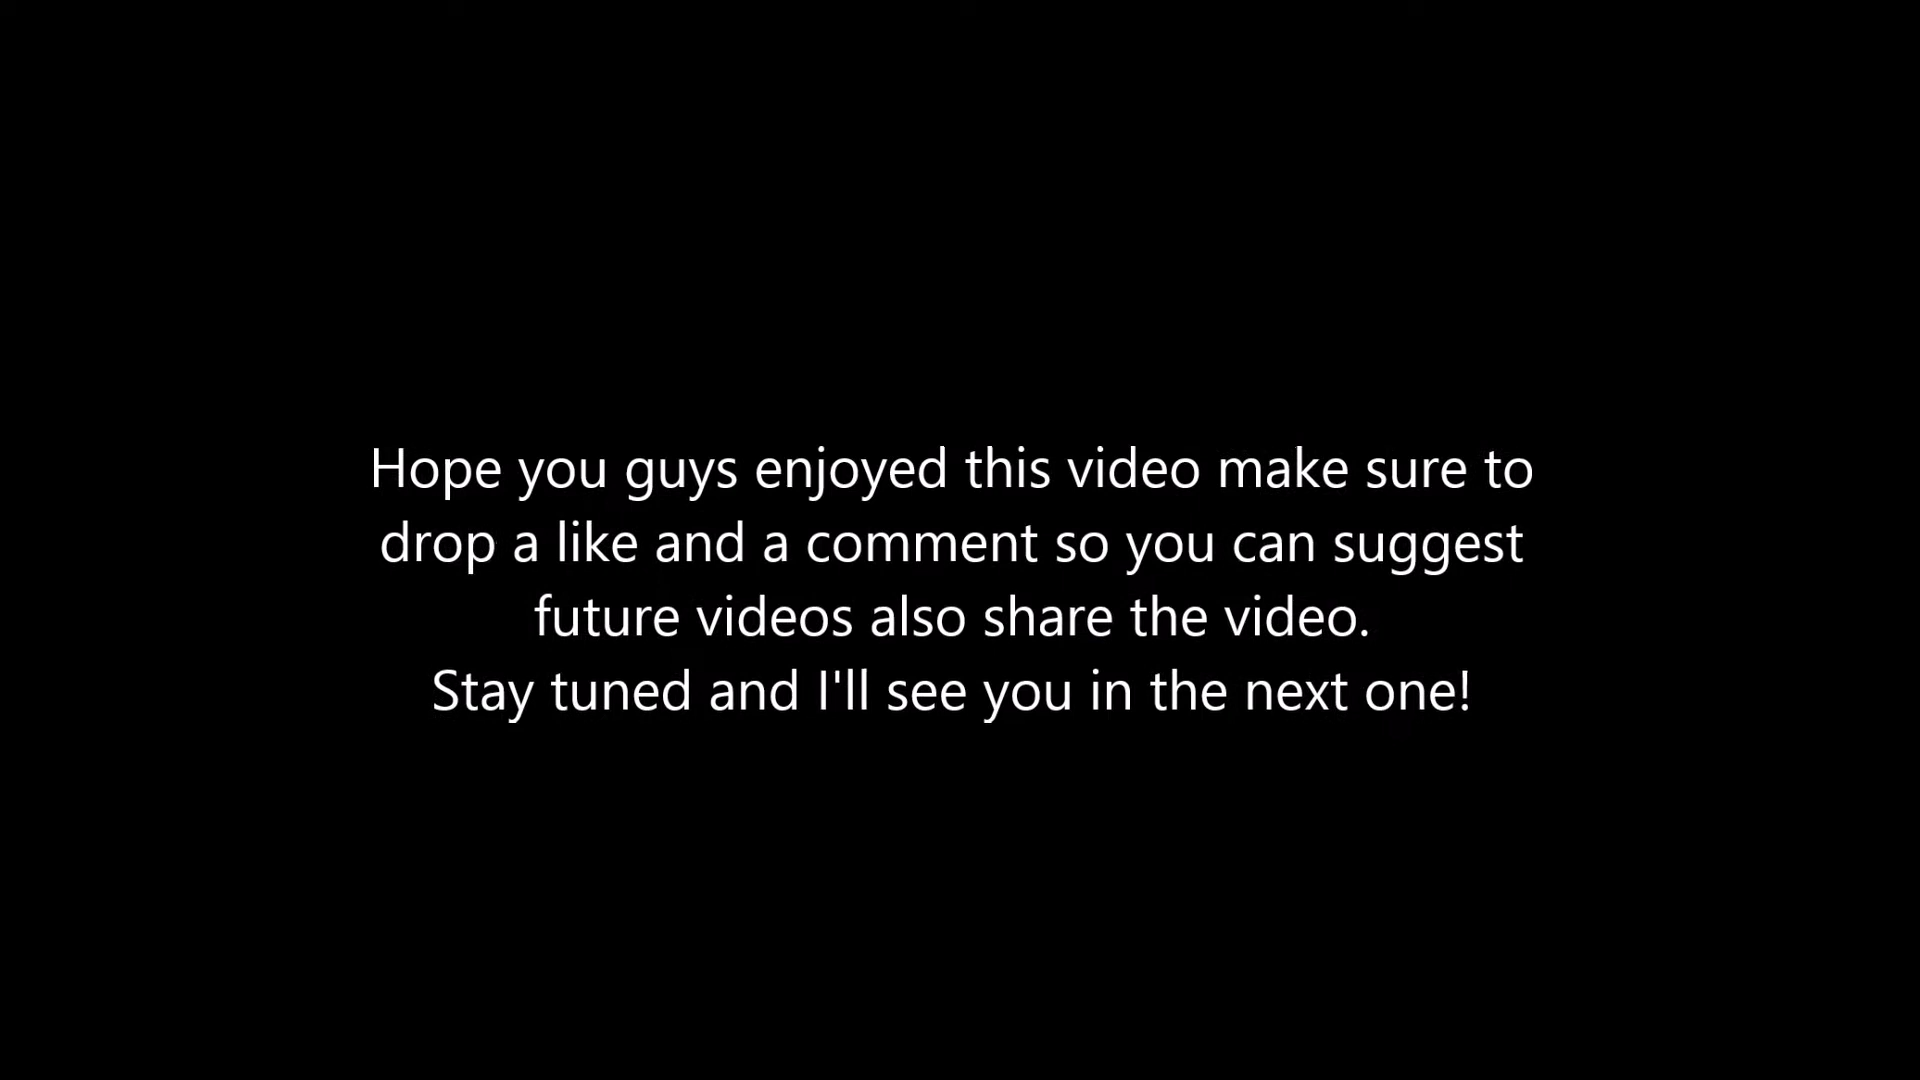 Hope you guys enjoyed this video make sure to
drop a like and a comment so you can suggest
future videos also share the video.
Stay tuned and I'll see you in the next one!